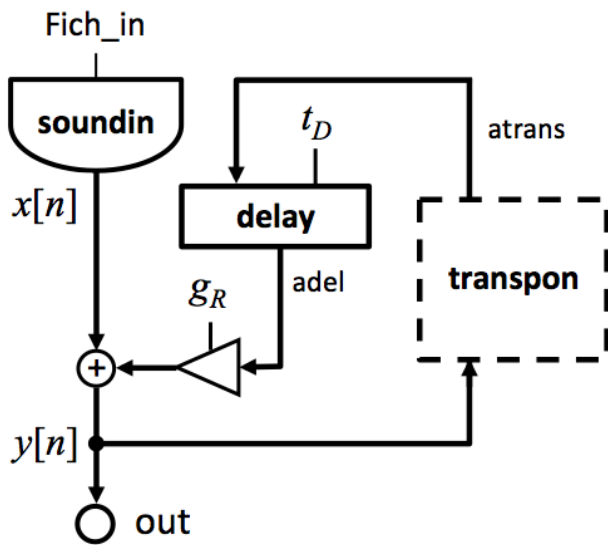 Fich_in
soundin
x[n]
t_D
delay
adel
atrans
transpon
g_R
+
y[n]
out